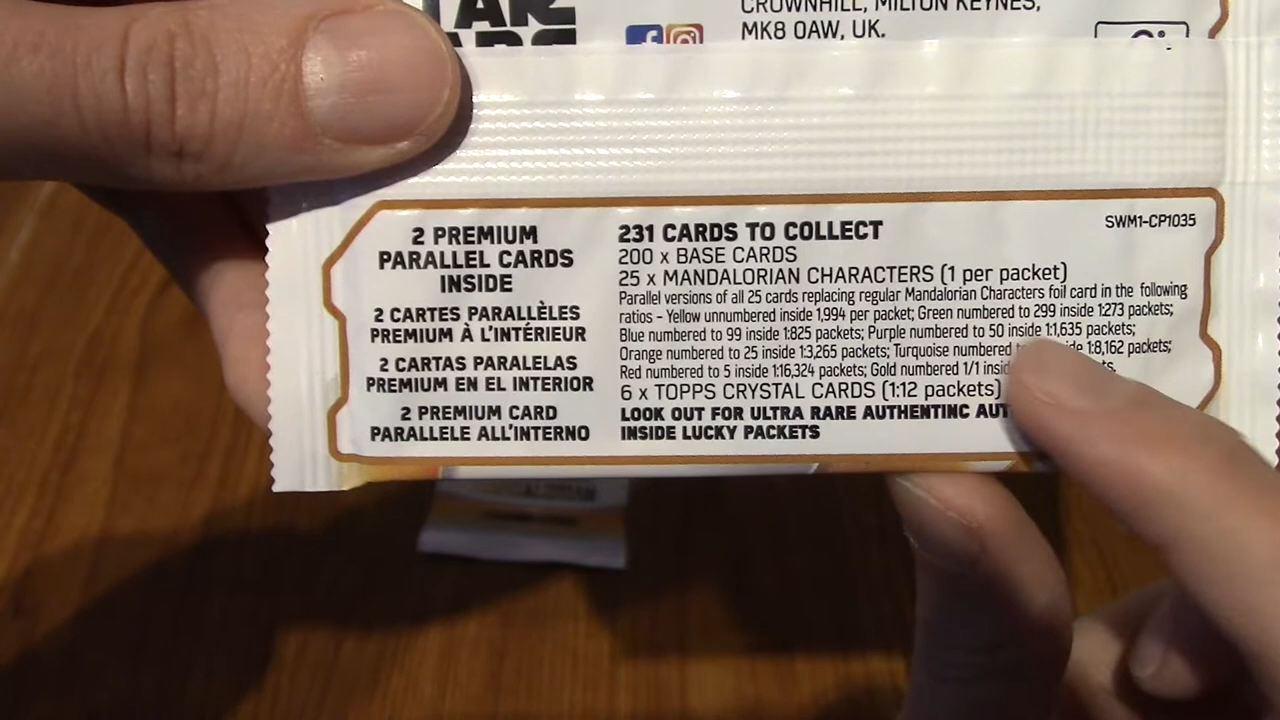 STAR
WARS
CROWNHILL, MILTON KEYNES,
MK8 0AW, UK.
SWM1-CP1035
2 PREMIUM
PARALLEL CARDS
INSIDE
2 CARTES PARALLÈLES
PREMIUM À L'INTÉRIEUR
2 CARTAS PARALELAS
PREMIUM EN EL INTERIOR
2 PREMIUM CARD
PARALLELE ALL'INTERNO
231 CARDS TO COLLECT
200 x BASE CARDS
25 x MANDALORIAN CHARACTERS (1 per packet)
Parallel versions of all 25 cards replacing regular Mandalorian Characters foil card in the following
ratios – Yellow unnumbered inside 1,994 per packet; Green numbered to 299 inside 1:273 packets;
Blue numbered to 99 inside 1:825 packets; Purple numbered to 50 inside 1:1,635 packets;
Orange numbered to 25 inside 1:3,265 packets; Turquoise numbered 1:8,162 packets;
Red numbered to 5 inside 1:16,324 packets; Gold numbered 1/1
6 x TOPPS CRYSTAL CARDS (1:12 packets)
LOOK OUT FOR ULTRA RARE AUTHENTINC
INSIDE LUCKY PACKETS